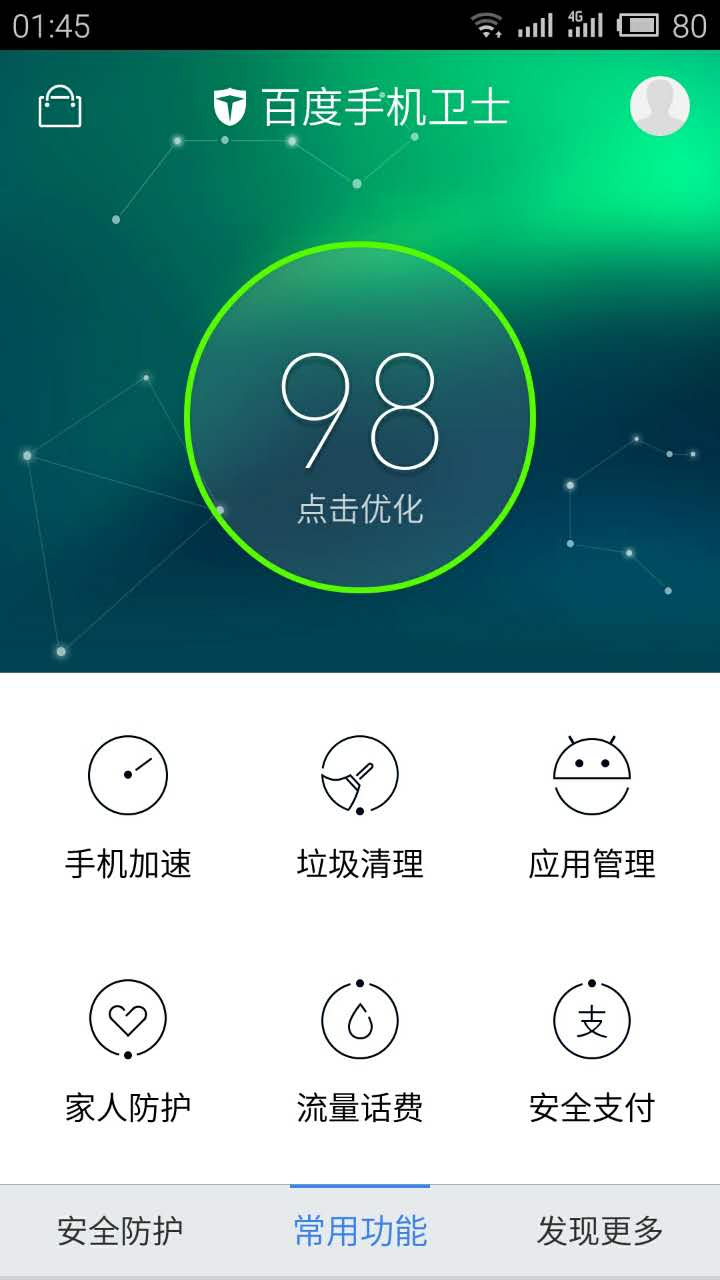 01:45 4G 80
百度手机卫士
98
点击优化
手机加速 垃圾清理 应用管理
支
家人防护 流量话费 安全支付
安全防护 常用功能 发现更多